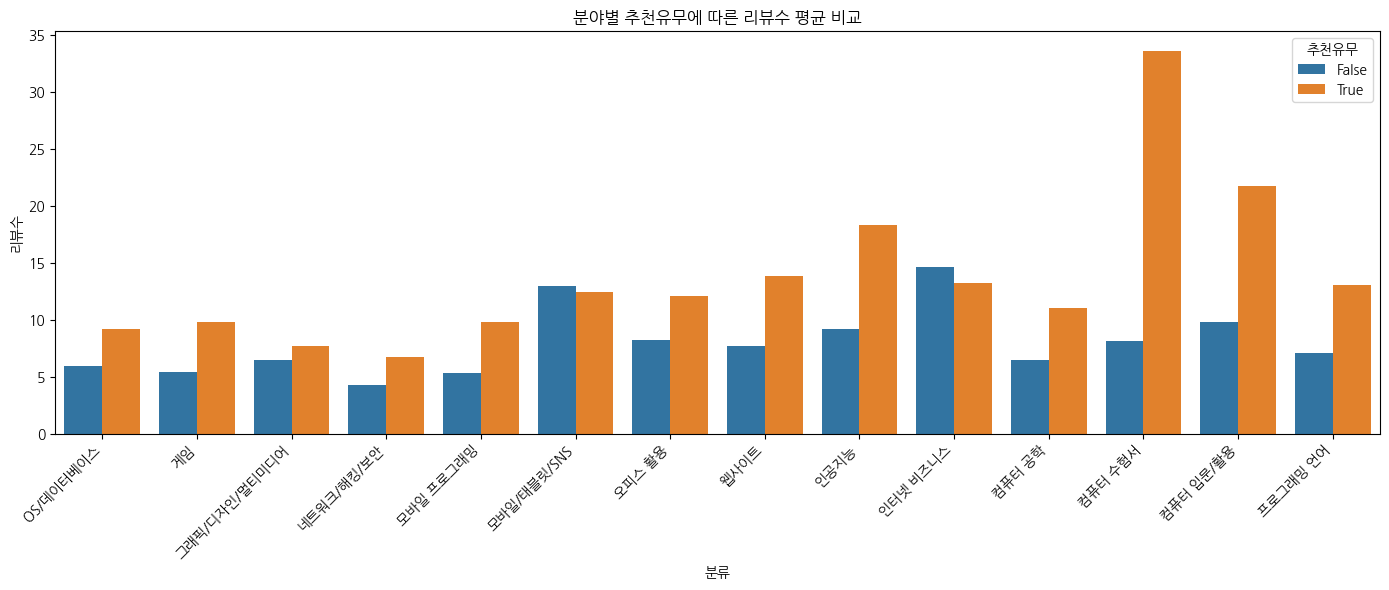 분야별 추천유무에 따른 리뷰수 평균 비교
추천유무
False
True
리뷰수
35
30
25
20
15
10
5
0
OS/데이터베이스
게임
그래픽/디자인/멀티미디어
네트워크/해킹/보안
모바일 프로그래밍
모바일/태블릿/SNS
오피스 활용
웹사이트
인공지능
인터넷 비즈니스
컴퓨터 공학
컴퓨터 수험서
컴퓨터 입문/활용
프로그래밍 언어
분류